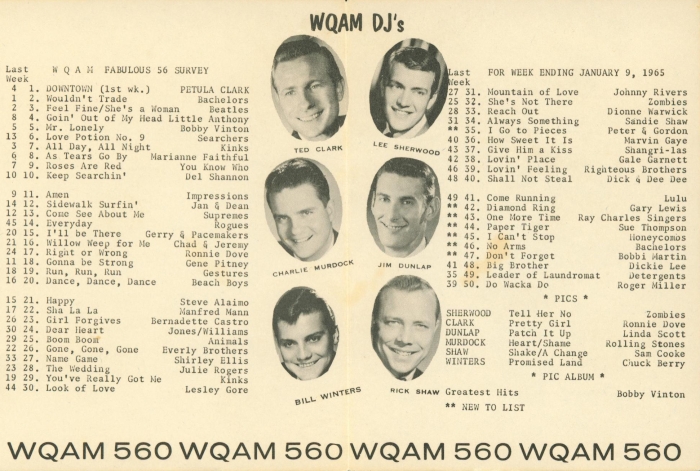 WQAM DJ's
Last W Q A M FABULOUS 56 SURVEY
Week
4 1. DOWNTOWN (1st wk.) PETULA CLARK
1 2. Wouldn't Trade Bachelors
2 3. Feel Fine/She's a Woman Beatles
8 4. Goin' Out of My Head Little Anthony
5 5. Mr. Lonely Bobby Vinton
13 6. Love Potion No. 9 Searchers
3 7. All Day, All Night Kinks
6 8. As Tears Go By Marianne Faithful
7 9. Roses Are Red You Know Who
10 10. Keep Searchin' Del Shannon
9 11. Amen Impressions
14 12. Sidewalk Surfin' Jan & Dean
12 13. Come See About Me Supremes
45 14. Everyday Rogues
20 15. I'll be There Gerry & Pacemakers
21 16. Willow Weep for Me Chad & Jeremy
24 17. Right or Wrong Ronnie Dove
11 18. Gonna be Strong Gene Pitney
18 19. Run, Run, Run Gestures
16 20. Dance, Dance, Dance Beach Boys
15 21. Happy Steve Alaimo
17 22. Sha La La Manfred Mann
26 23. Girl Forgives Bernadette Castro
30 24. Dear Heart Jones/Williams
29 25. Boom Boom Animals
22 26. Gone, Gone, Gone Everly Brothers
33 27. Name Game Shirley Ellis
23 28. The Wedding Julie Rogers
19 29. You've Really Got Me Kinks
44 30. Look of Love Lesley Gore
TED CLARK
LEE SHERWOOD
CHARLIE MURDOCK
JIM DUNLAP
BILL WINTERS
RICK SHAW
Last FOR WEEK ENDING JANUARY 9, 1965
Week
27 31. Mountain of Love Johnny Rivers
25 32. She's Not There Zombies
28 33. Reach Out Dionne Warwick
31 34. Always Something Sandie Shaw
** 35. I Go to Pieces Peter & Gordon
40 36. How Sweet It Is Marvin Gaye
43 37. Give Him a Kiss Shangri-las
42 38. Lovin' Place Gale Garnett
46 39. Lovin' Feeling Righteous Brothers
48 40. Shall Not Steal Dick & Dee Dee
49 41. Come Running Lulu
** 42. Diamond Ring Gary Lewis
** 43. One More Time Ray Charles Singers
** 44. Paper Tiger Sue Thompson
** 45. I Can't Stop Honeycombs
** 46. No Arms Bachelors
** 47. Don't Forget Bobbi Martin
41 48. Big Brother Dickie Lee
35 49. Leader of Laundromat Detergents
39 50. Do Wacka Do Roger Miller
* PICS *
SHERWOOD Tell Her No Zombies
CLARK Pretty Girl Ronnie Dove
DUNLAP Patch It Up Linda Scott
MURDOCK Heart/Shame Rolling Stones
SHAW Shake/A Change Sam Cooke
WINTERS Promised Land Chuck Berry
* PIC ALBUM *
Greatest Hits Bobby Vinton
** NEW TO LIST
WQAM 560 WQAM 560 WQAM 560 WQAM 560